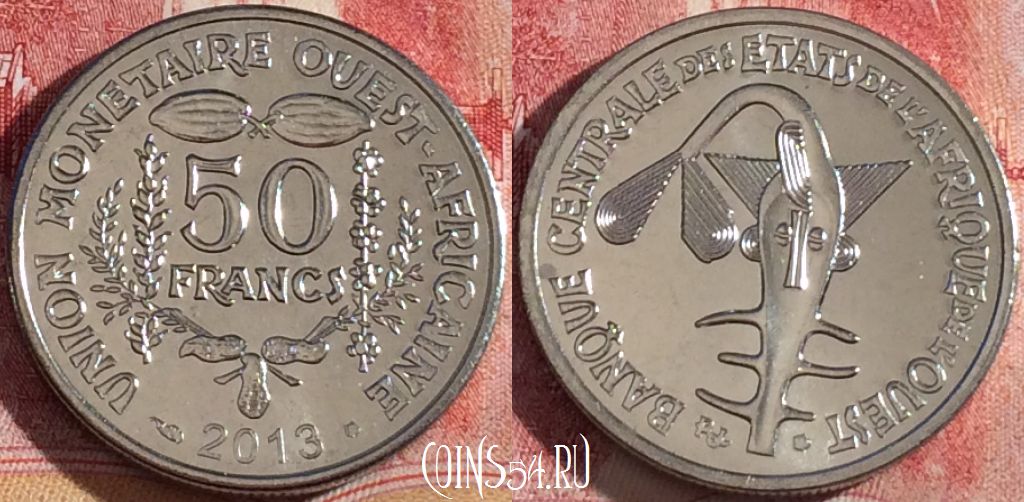 UNION MONETAIRE OUEST-AFRICAINE
50
FRANCS
2013
BANQUE CENTRALE DES ETATS DE L'AFRIQUE DE L'OUEST
COINS54.RU